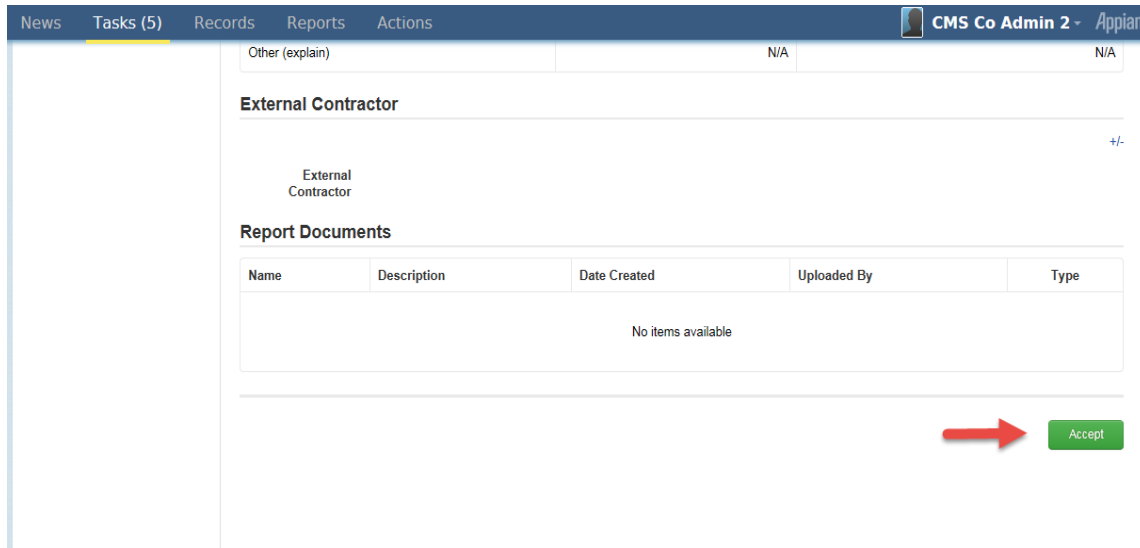 News Tasks (5) Records Reports Actions CMS Co Admin 2 Appian
Other (explain) N/A N/A
External Contractor
+/-
External
Contractor
Report Documents
Name Description Date Created Uploaded By Type
No items available
Accept